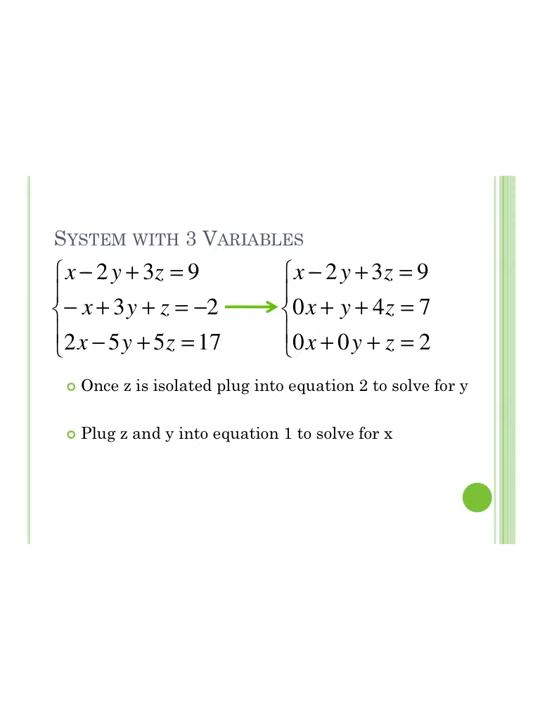 SYSTEM WITH 3 VARIABLES
x − 2y + 3z = 9
− x + 3y + z = −2
2x − 5y + 5z = 17
x − 2y + 3z = 9
0x + y + 4z = 7
0x + 0y + z = 2
Once z is isolated plug into equation 2 to solve for y
Plug z and y into equation 1 to solve for x